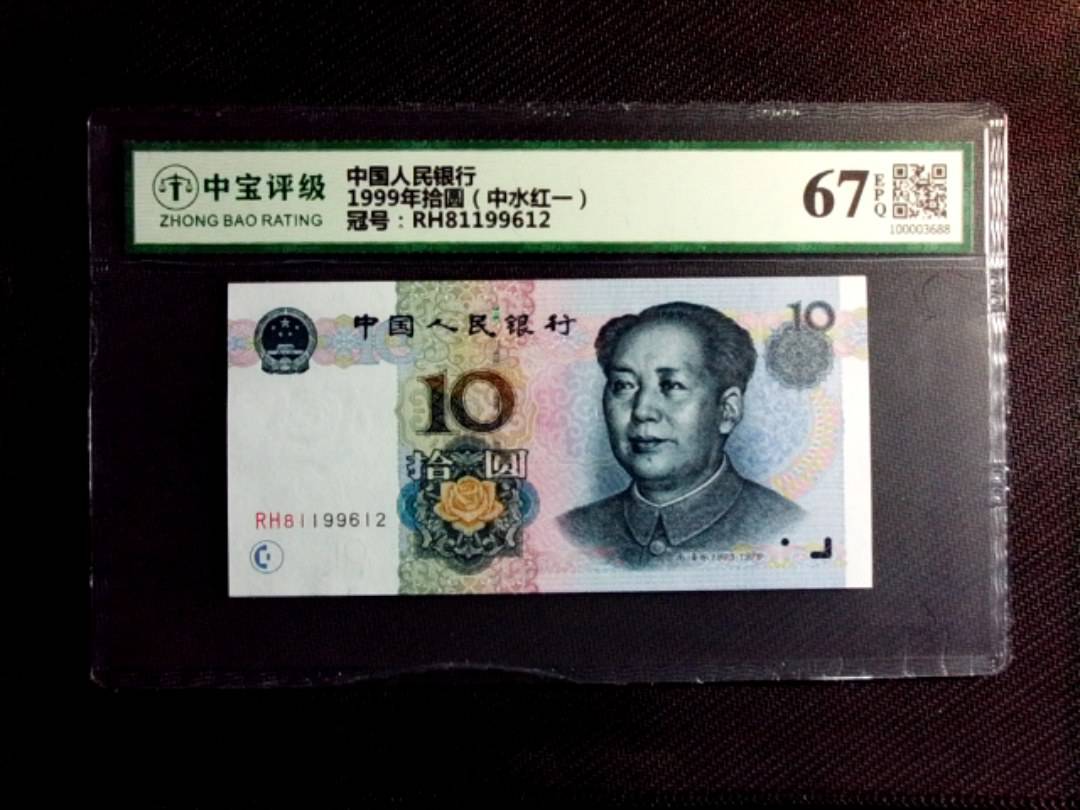 中宝评级
ZHONG BAO RATING
中国人民银行
1999年拾圆（中水红一）
冠号：RH81199612
67
EPQ
100003688
中国人民银行
10
10
拾圆
RH81199612